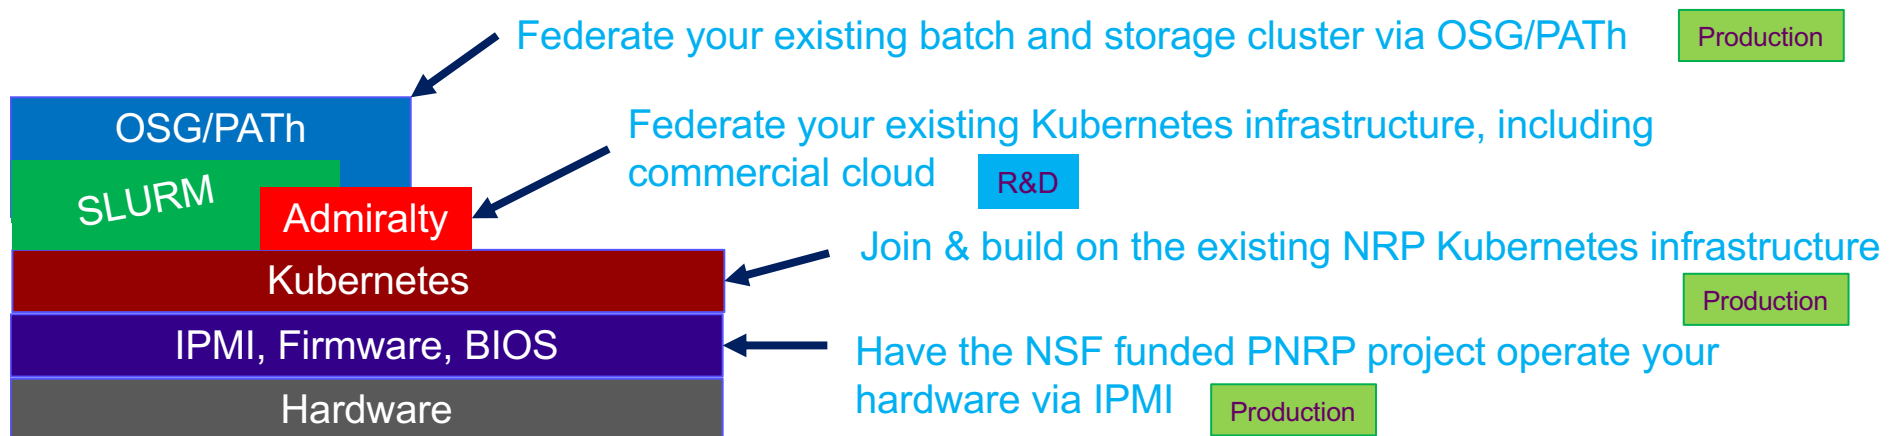 Federate your existing batch and storage cluster via OSG/PATh
Production
OSG/PATh
Federate your existing Kubernetes infrastructure, including
commercial cloud
R&D
SLURM
Admiralty
Join & build on the existing NRP Kubernetes infrastructure
Kubernetes
Production
IPMI, Firmware, BIOS
Have the NSF funded PNRP project operate your
hardware via IPMI
Production
Hardware